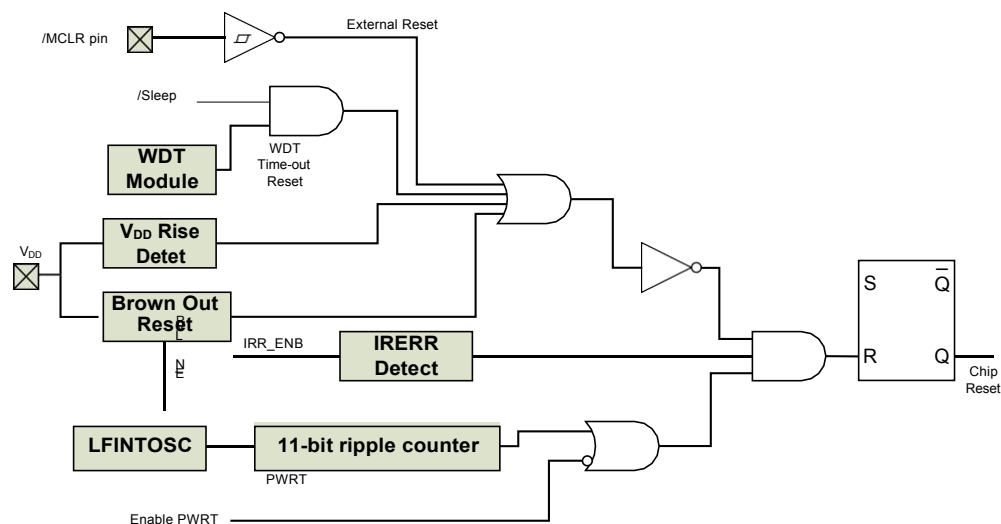 External Reset
/MCLR pin
/Sleep
WDT
Time-out
Reset
WDT
Module
VDD Rise
Detet
VDD
Brown Out
Reset
IRR_ENB
IRERR
Detect
S
Q
R
Q
Chip
Reset
LFINTOSC
11-bit ripple counter
PWRT
Enable PWRT